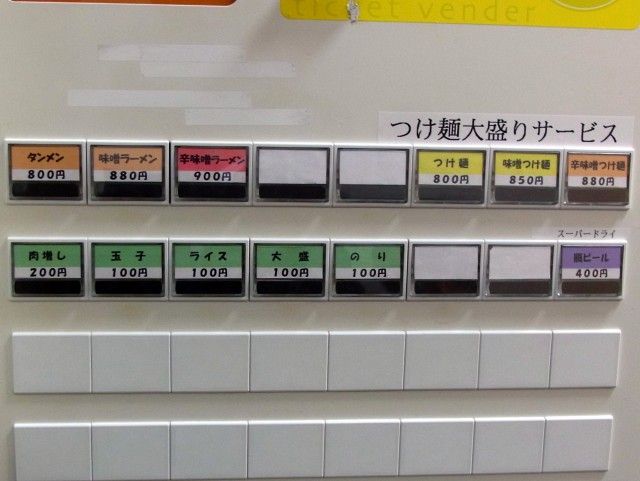 ticket vender
つけ麺大盛りサービス
タンメン
800円
味噌ラーメン
880円
辛味噌ラーメン
900円
つけ麺
800円
味噌つけ麺
850円
辛味噌つけ麺
880円
スーパードライ
肉増し
200円
玉子
100円
ライス
100円
大盛
100円
のり
100円
瓶ビール
400円